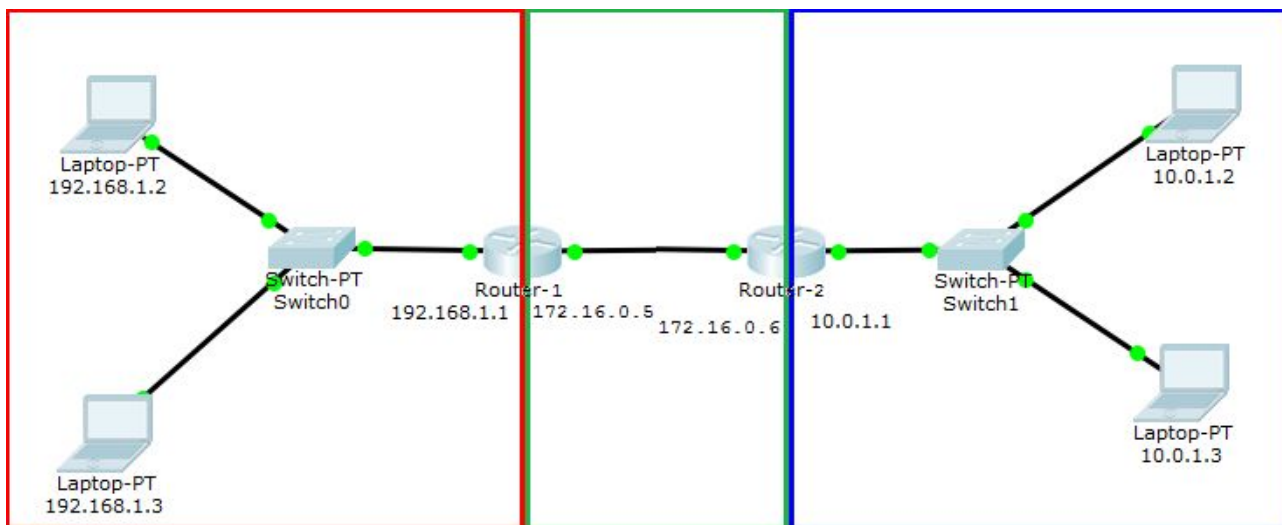 Laptop-PT
192.168.1.2
Laptop-PT
10.0.1.2
Switch-PT
Switch0
Router-1
192.168.1.1
172.16.0.5
Router-2
172.16.0.6
10.0.1.1
Switch-PT
Switch1
Laptop-PT
192.168.1.3
Laptop-PT
10.0.1.3